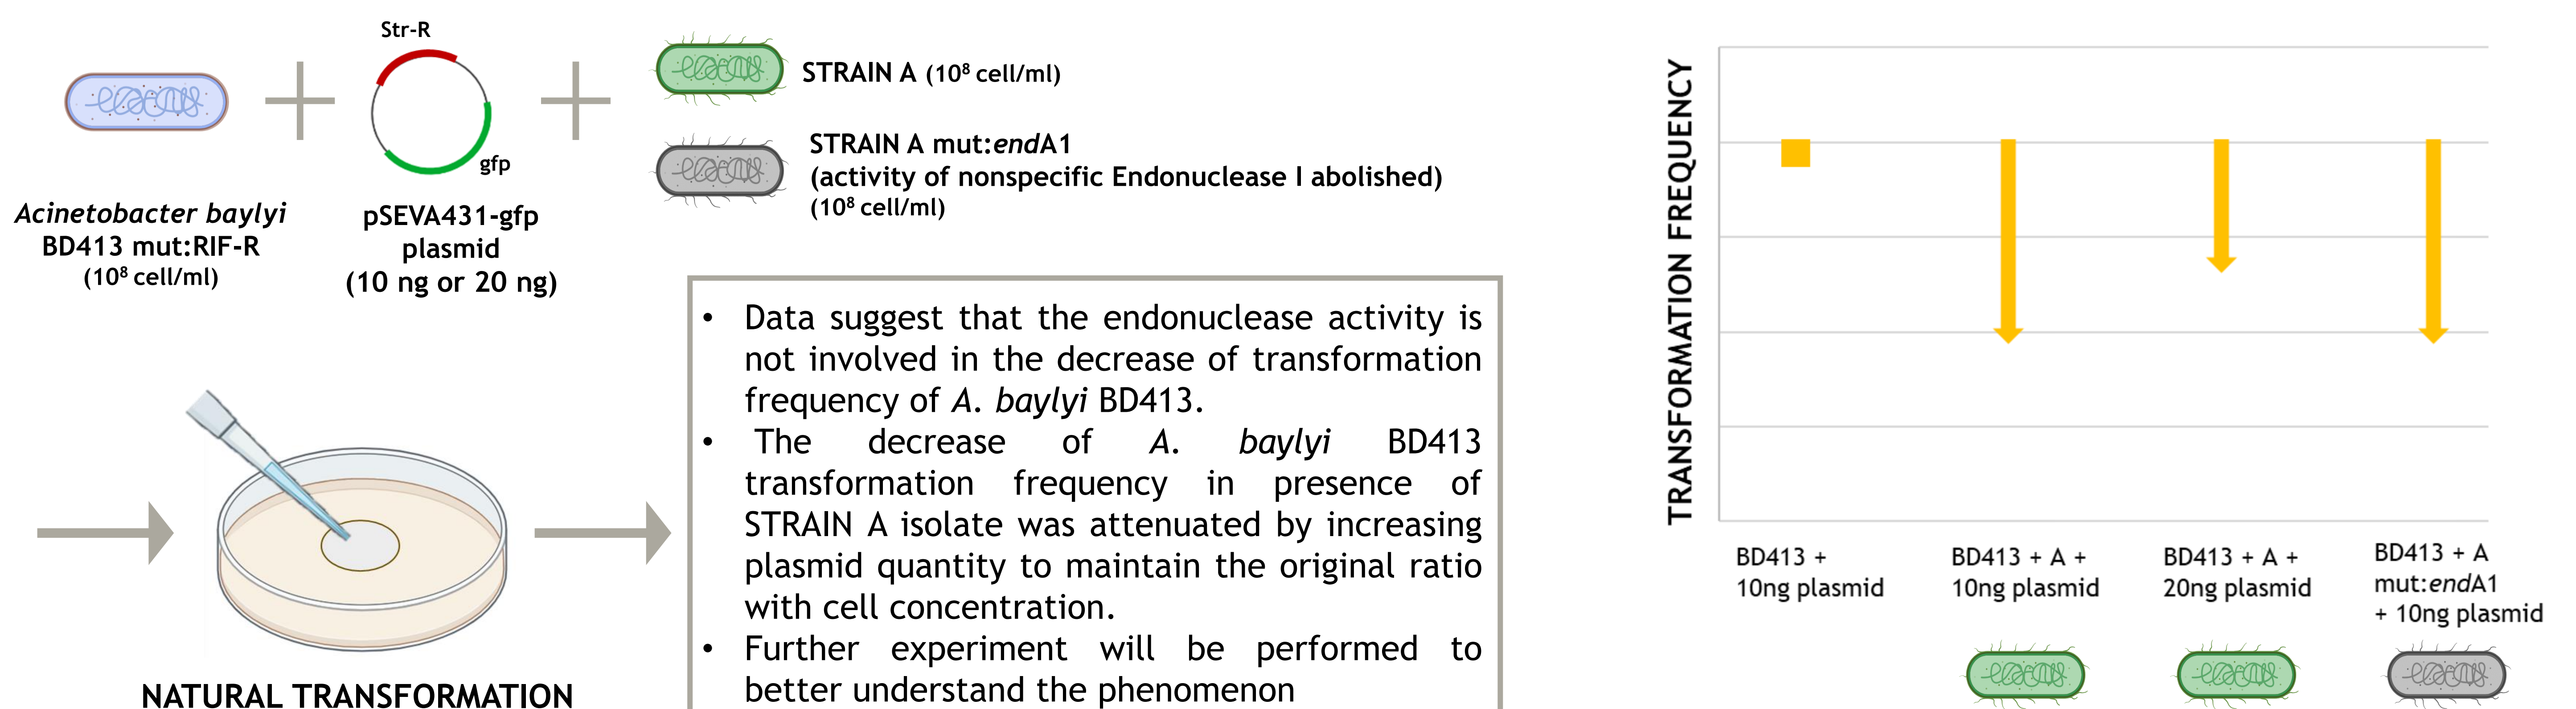 Str-R
gfp
Acinetobacter baylyi
BD413 mut:RIF-R
(10⁸ cell/ml)
pSEVA431-gfp
plasmid
(10 ng or 20 ng)
STRAIN A (10⁸ cell/ml)
STRAIN A mut:endA1
(activity of nonspecific Endonuclease I abolished)
(10⁸ cell/ml)
NATURAL TRANSFORMATION
• Data suggest that the endonuclease activity is
not involved in the decrease of transformation
frequency of A. baylyi BD413.
• The decrease of A. baylyi BD413
transformation frequency in presence of
STRAIN A isolate was attenuated by increasing
plasmid quantity to maintain the original ratio
with cell concentration.
• Further experiment will be performed to
better understand the phenomenon
TRANSFORMATION FREQUENCY
BD413 +
10ng plasmid
BD413 + A +
10ng plasmid
BD413 + A +
20ng plasmid
BD413 + A
mut:endA1
+ 10ng plasmid